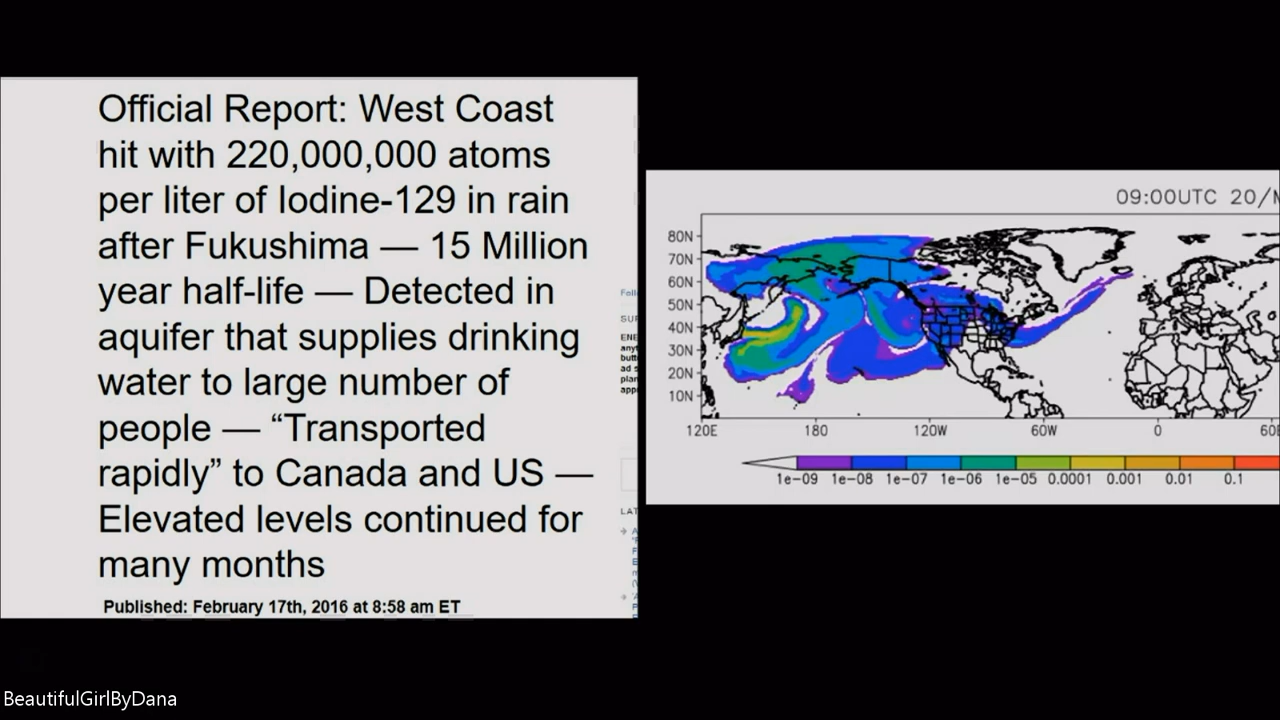 Official Report: West Coast
hit with 220,000,000 atoms
per liter of Iodine-129 in rain
after Fukushima — 15 Million
year half-life — Detected in
aquifer that supplies drinking
water to large number of
people — “Transported
rapidly” to Canada and US —
Elevated levels continued for
many months
Published: February 17th, 2016 at 8:58 am ET
09:00UTC 20/
80N
70N
60N
50N
40N
30N
20N
10N
120E 180 120W 60W 0 60
1e-09 1e-08 1e-07 1e-06 1e-05 0.0001 0.001 0.01 0.1
BeautifulGirlByDana